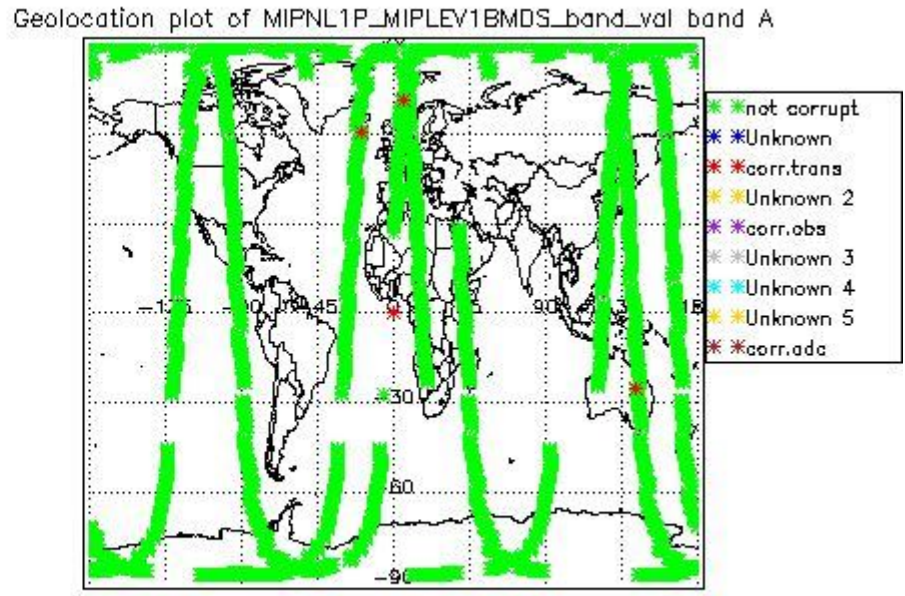 Geolocation plot of MIPNL1P_MIPLEV1BMDS_band_val band A
not corrupt
Unknown
corr.trans
Unknown 2
corr.obs
Unknown 3
Unknown 4
Unknown 5
corr.adc
90
-30
-60
-90